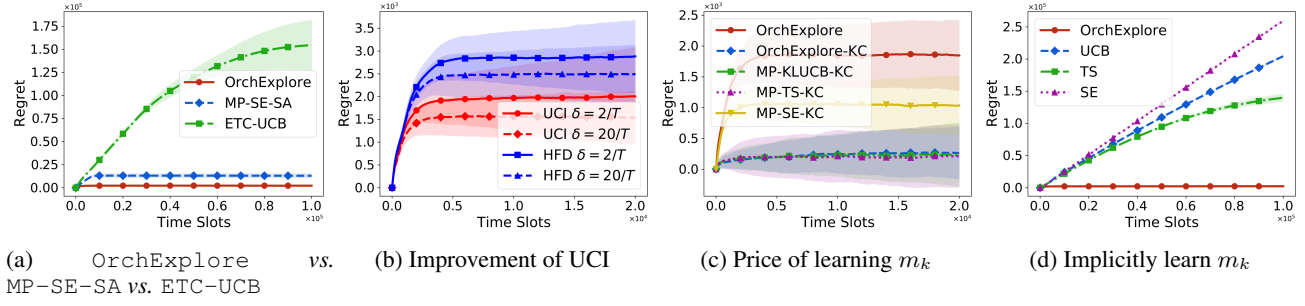 ×10⁵
Regret
1.75
1.50
1.25
1.00
0.75
0.50
0.25
0.00
OrchExplore
MP-SE-SA
ETC-UCB
0.0 0.2 0.4 0.6 0.8 1.0
Time Slots
×10⁵
×10³
Regret
3.5
3.0
2.5
2.0
1.5
1.0
0.5
0.0
UCI δ = 2/T
UCI δ = 20/T
HFD δ = 2/T
HFD δ = 20/T
0.0 0.5 1.0 1.5 2.0
Time Slots
×10⁴
×10³
Regret
2.5
2.0
1.5
1.0
0.5
0.0
OrchExplore
OrchExplore-KC
MP-KLUCB-KC
MP-TS-KC
MP-SE-KC
0.0 0.5 1.0 1.5 2.0
Time Slots
×10⁴
×10⁵
Regret
2.5
2.0
1.5
1.0
0.5
0.0
OrchExplore
UCB
TS
SE
0.0 0.2 0.4 0.6 0.8 1.0
Time Slots
×10⁵
(a) OrchExplore vs.
MP-SE-SA vs. ETC-UCB
(b) Improvement of UCI
(c) Price of learning mₖ
(d) Implicitly learn mₖ